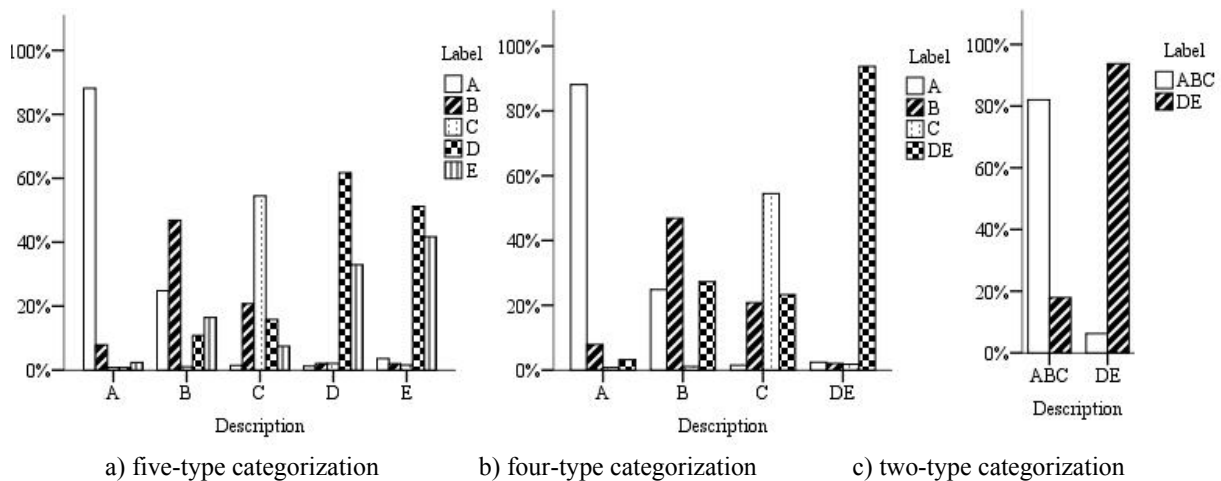 100%
80%
60%
40%
20%
0%
A
B
C
D
E
Description
Label
A
B
C
D
E
a) five-type categorization
100%
80%
60%
40%
20%
0%
A
B
C
DE
Description
Label
A
B
C
DE
b) four-type categorization
100%
80%
60%
40%
20%
0%
ABC
DE
Description
Label
ABC
DE
c) two-type categorization